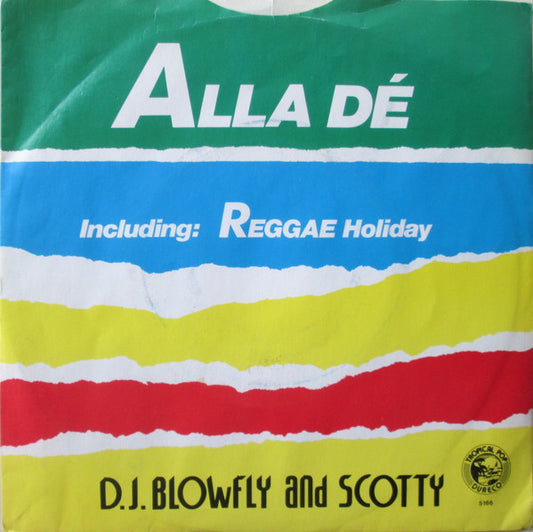 ALLA DÉ
Including: REGGAE Holiday
D.J. BLOWFLY and SCOTTY
TROPICAL POP
DURECO
5166